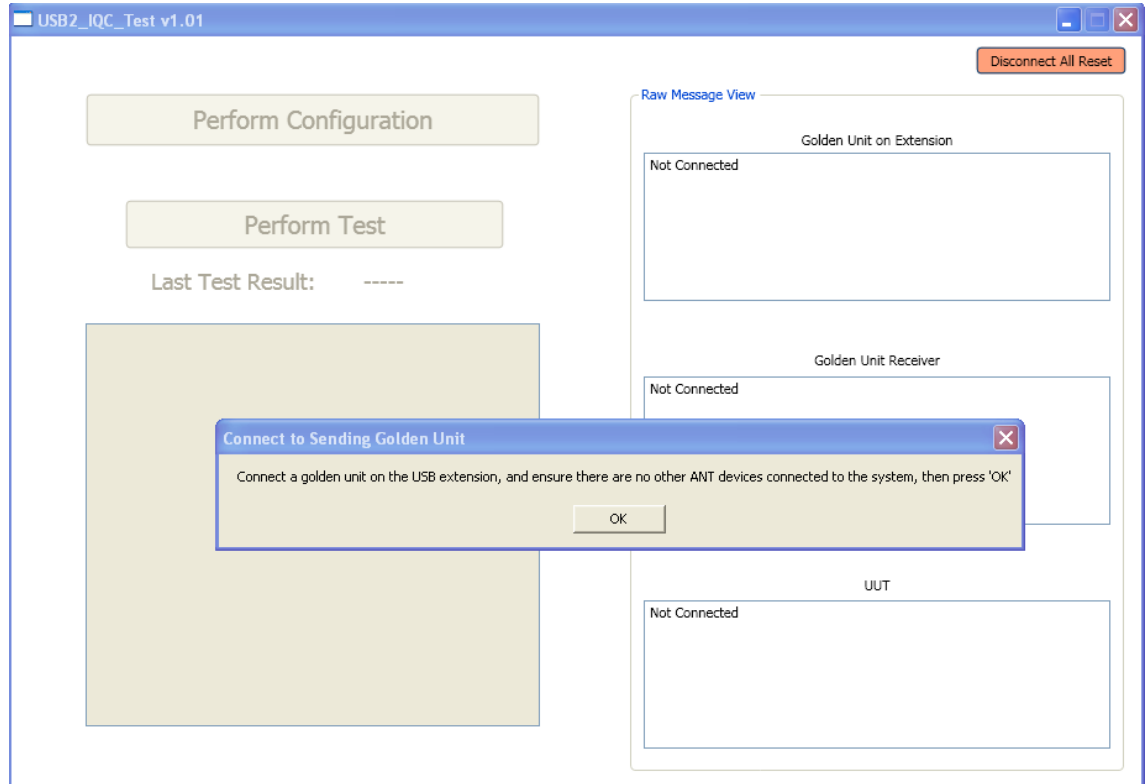 USB2_IQC_Test v1.01
Disconnect All Reset
Perform Configuration
Perform Test
Last Test Result: -----
Raw Message View
Golden Unit on Extension
Not Connected
Golden Unit Receiver
Not Connected
Connect to Sending Golden Unit
Connect a golden unit on the USB extension, and ensure there are no other ANT devices connected to the system, then press 'OK'
OK
UUT
Not Connected